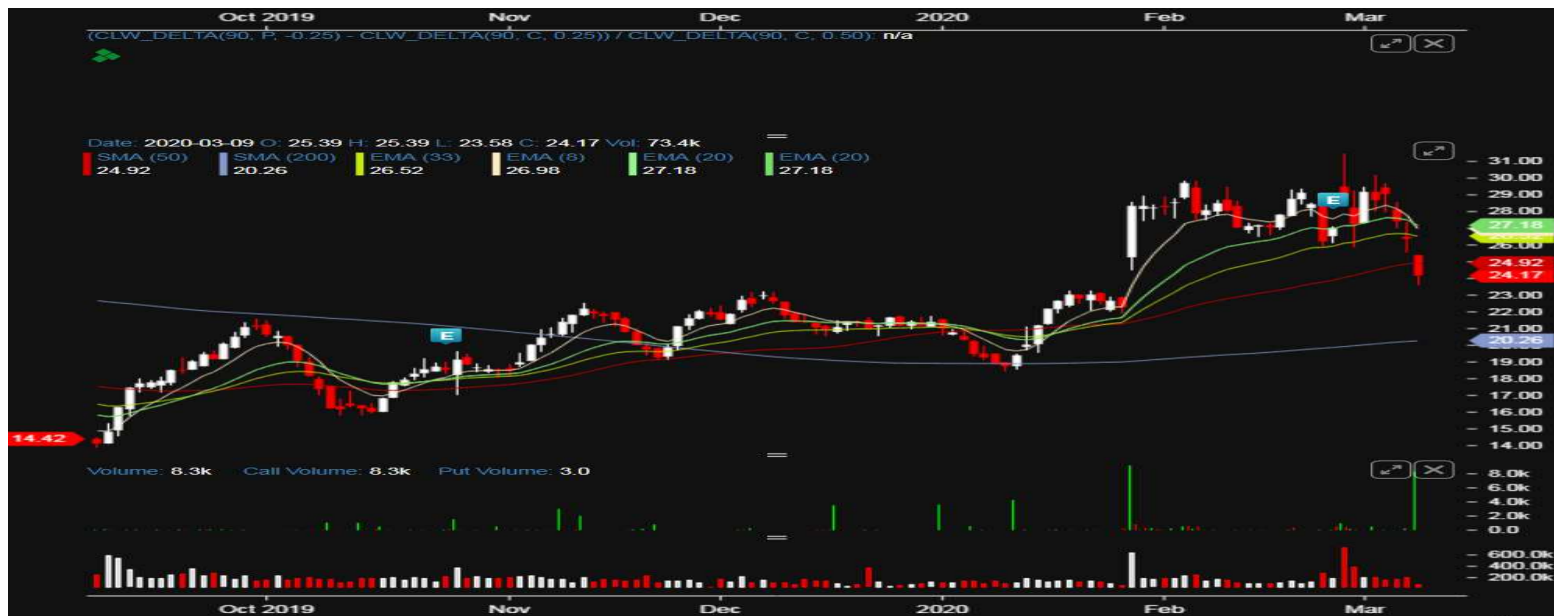 Oct 2019 Nov Dec 2020 Feb Mar
(CLW_DELTA(90, P, -0.25) - CLW_DELTA(90, C, 0.25)) / CLW_DELTA(90, C, 0.50): n/a
Date: 2020-03-09 O: 25.39 H: 25.39 L: 23.58 C: 24.17 Vol: 73.4k
SMA (50) SMA (200) EMA (33) EMA (8) EMA (20) EMA (20)
24.92 20.26 26.52 26.98 27.18 27.18
31.00
30.00
29.00
E
28.00
27.18
26.00
24.92
24.17
23.00
22.00
E
21.00
20.26
19.00
18.00
17.00
16.00
15.00
14.42
14.00
Volume: 8.3k Call Volume: 8.3k Put Volume: 3.0
8.0k
6.0k
4.0k
2.0k
0.0
600.0k
400.0k
200.0k
Oct 2019 Nov Dec 2020 Feb Mar